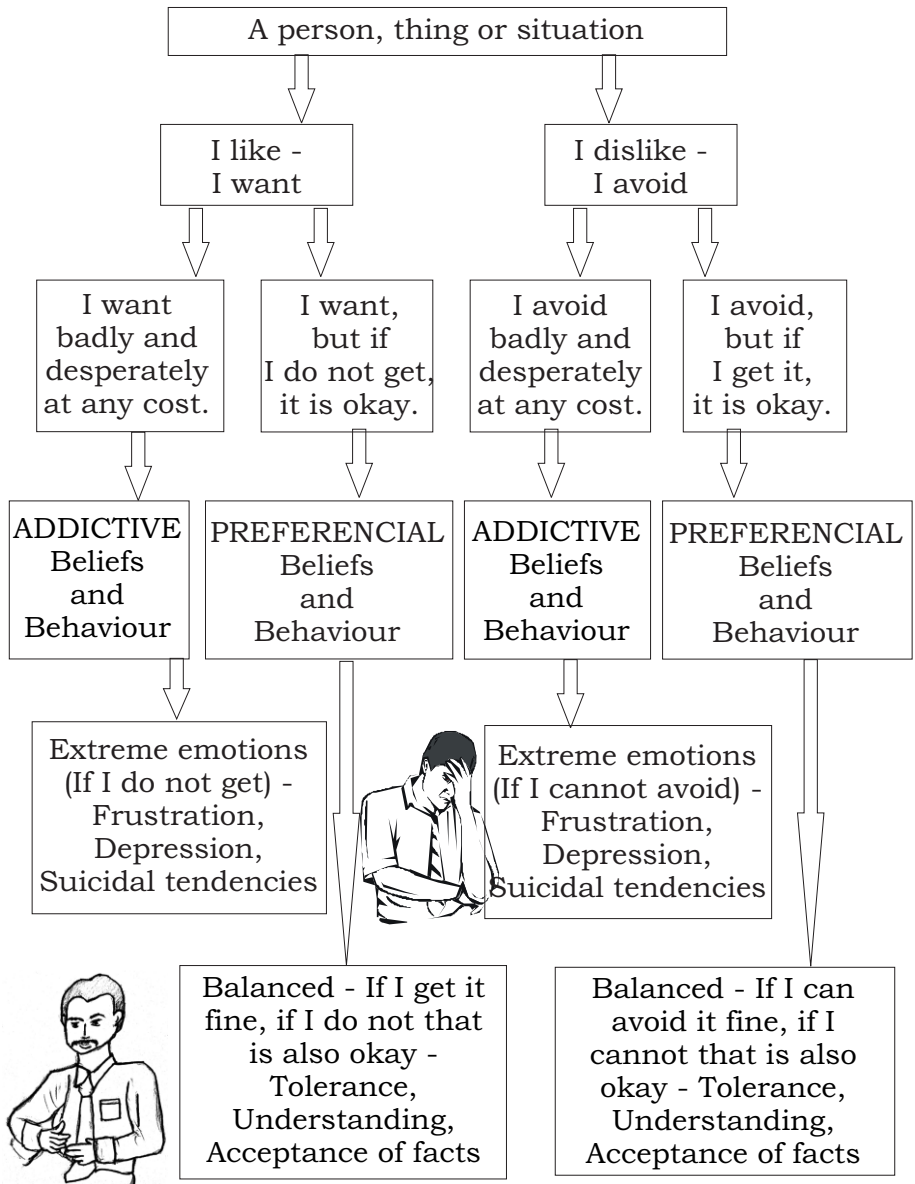 A person, thing or situation
I like -
I want
I dislike -
I avoid
I want
badly and
desperately
at any cost.
I want,
but if
I do not get,
it is okay.
I avoid
badly and
desperately
at any cost.
I avoid,
but if
I get it,
it is okay.
ADDICTIVE
Beliefs
and
Behaviour
PREFERENCIAL
Beliefs
and
Behaviour
ADDICTIVE
Beliefs
and
Behaviour
PREFERENCIAL
Beliefs
and
Behaviour
Extreme emotions
(If I do not get) -
Frustration,
Depression,
Suicidal tendencies
Extreme emotions
(If I cannot avoid) -
Frustration,
Depression,
Suicidal tendencies
Balanced - If I get it
fine, if I do not that
is also okay -
Tolerance,
Understanding,
Acceptance of facts
Balanced - If I can
avoid it fine, if I
cannot that is also
okay - Tolerance,
Understanding,
Acceptance of facts